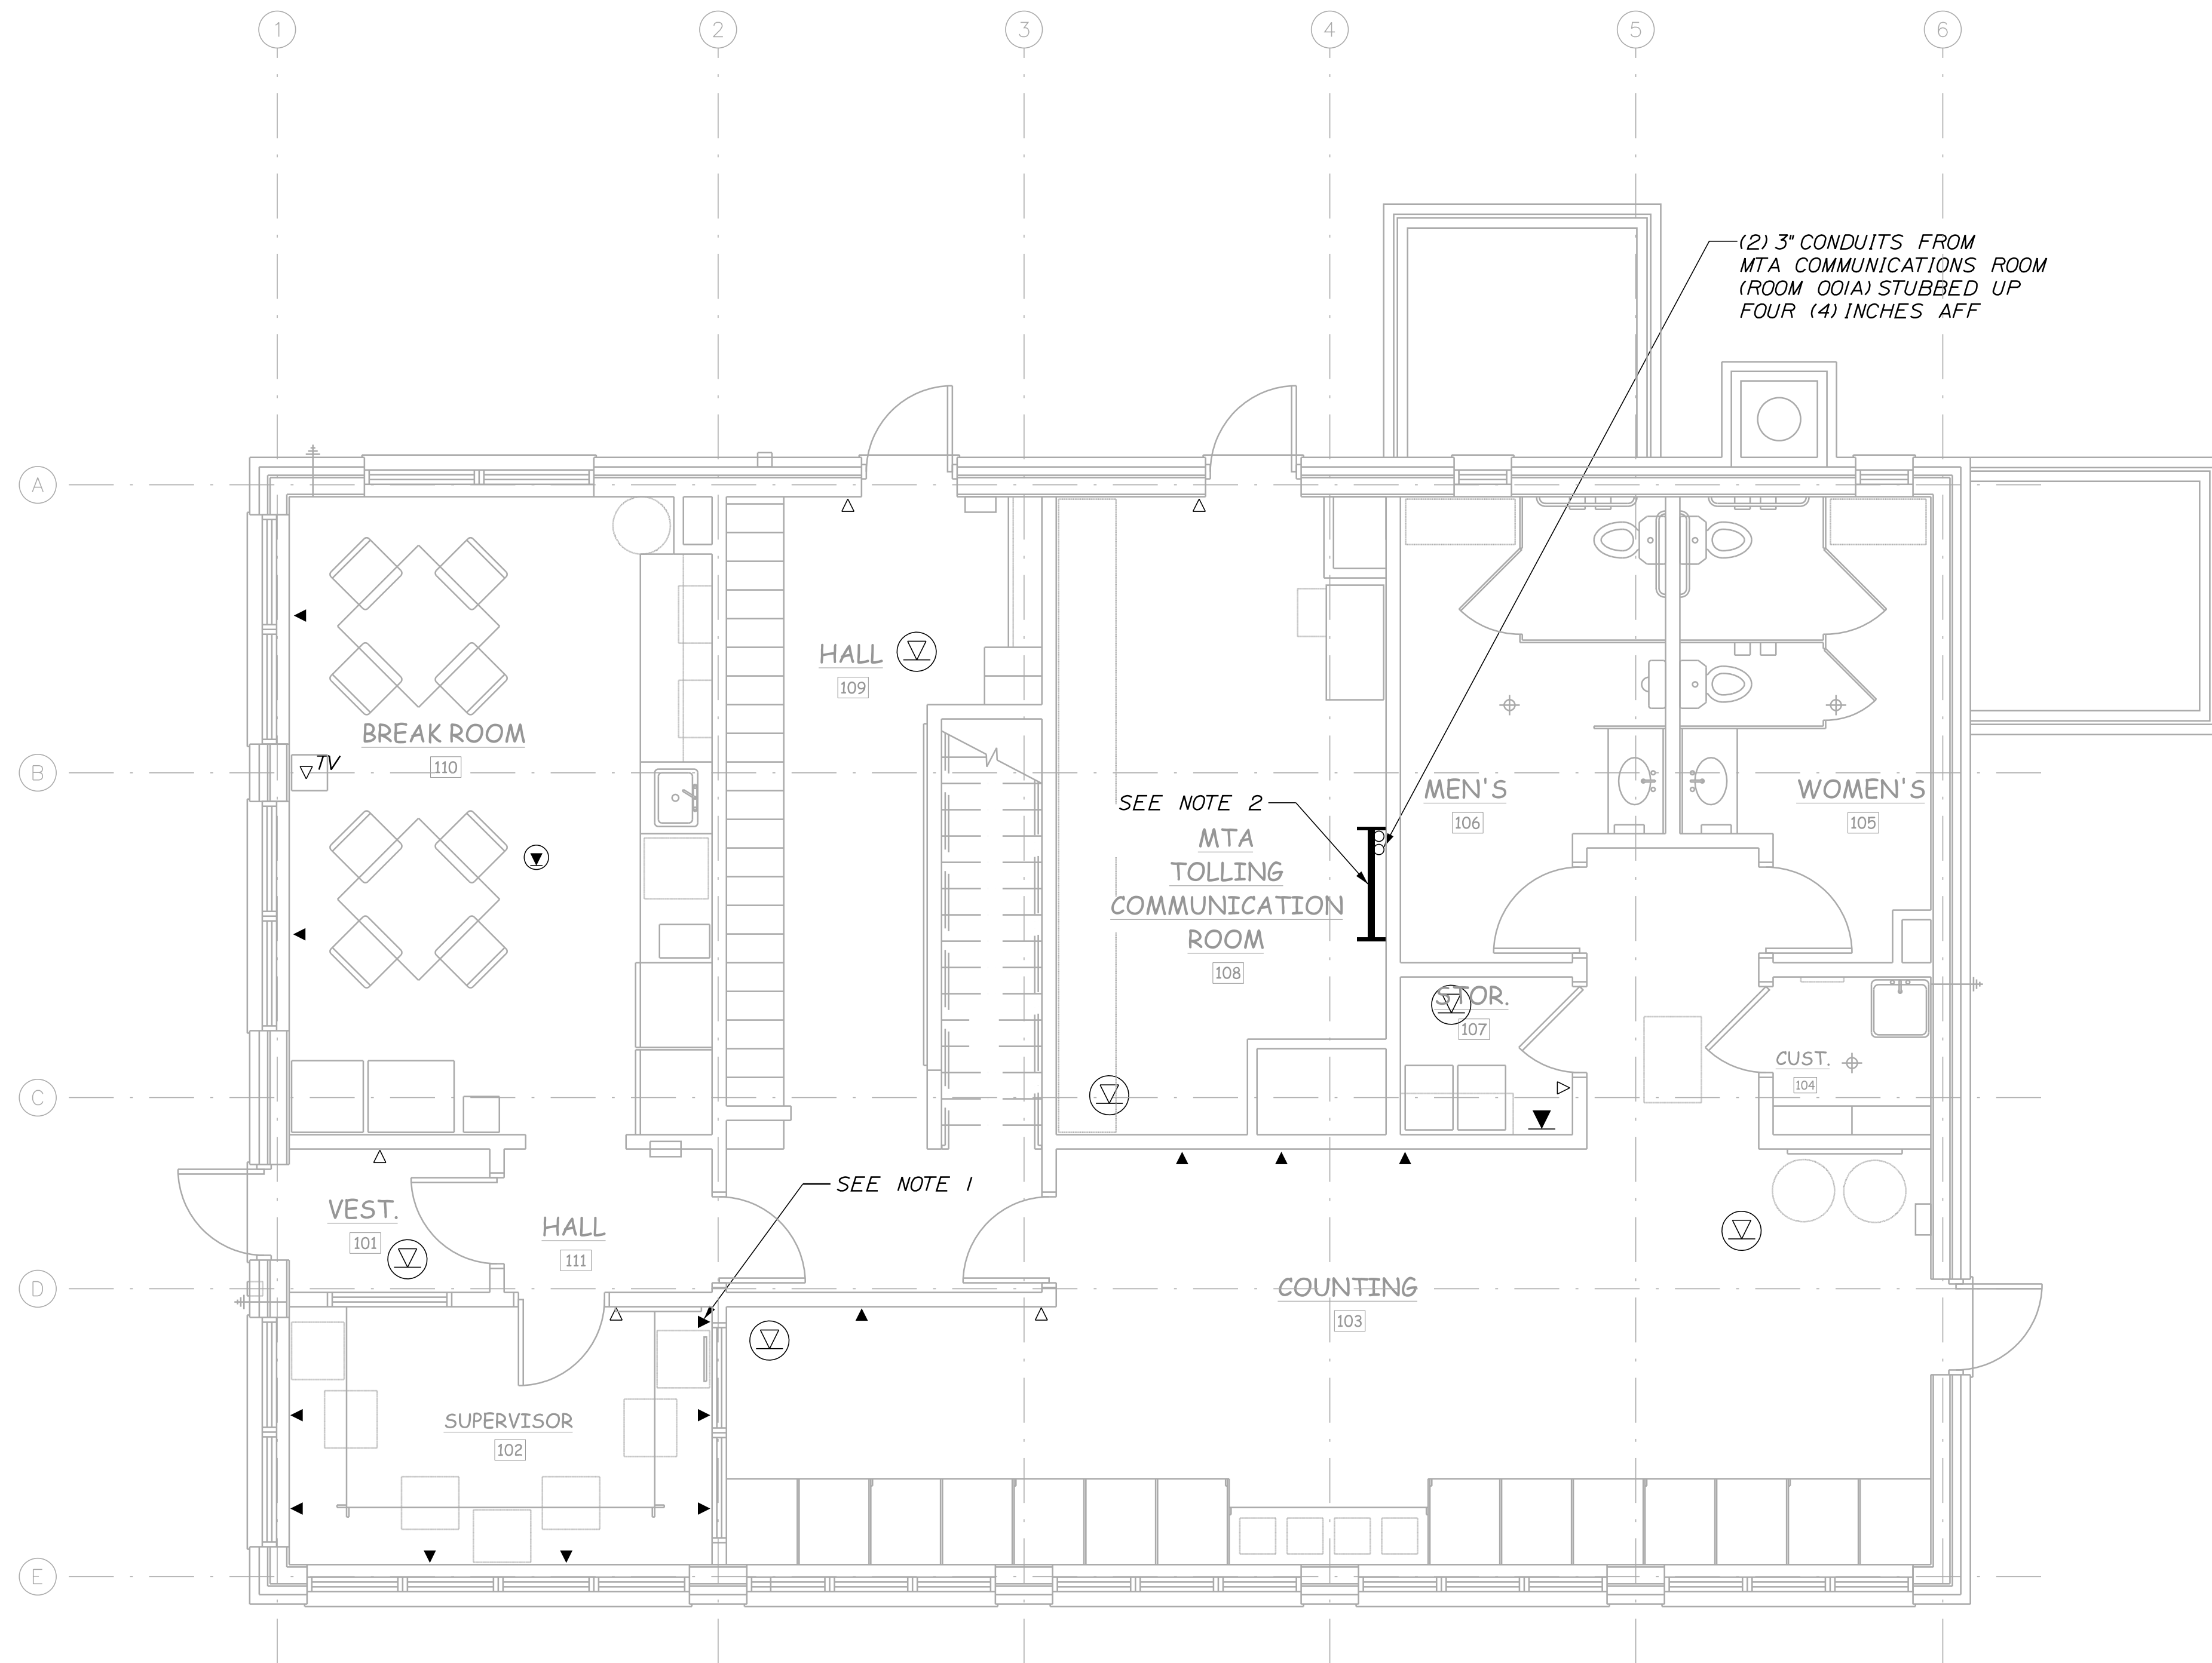 1 2 3 4 5 6
(2) 3" CONDUITS FROM
MTA COMMUNICATIONS ROOM
(ROOM 001A) STUBBED UP
FOUR (4) INCHES AFF
A
HALL
109
BREAK ROOM
110
TV
B
SEE NOTE 2
MTA
TOLLING
COMMUNICATION
ROOM
108
MEN'S
106
WOMEN'S
105
STOR.
107
CUST.
104
C
SEE NOTE 1
VEST.
101
HALL
111
D
COUNTING
103
SUPERVISOR
102
E